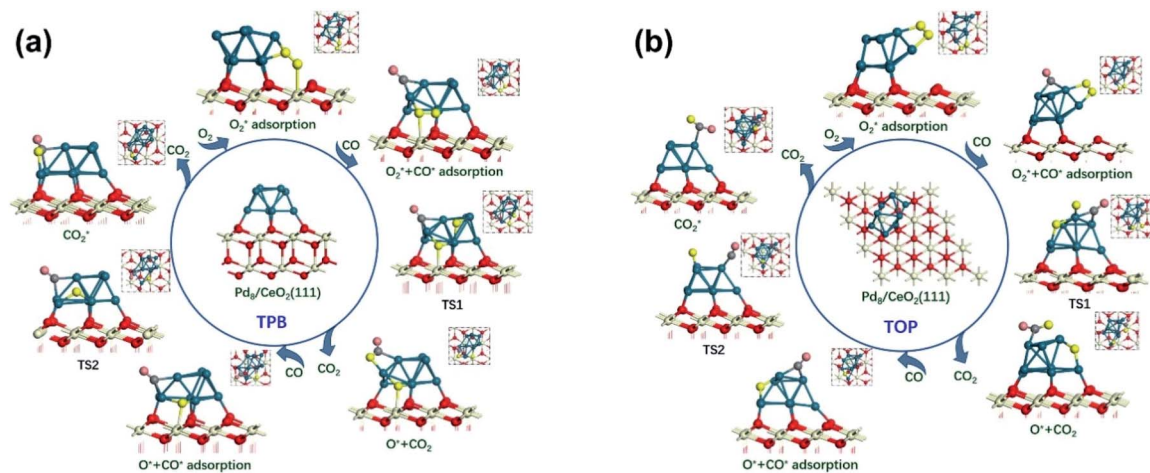 (a)
O₂* adsorption
O₂
CO
O₂*+CO* adsorption
TS1
CO₂
O*+CO₂
CO
O*+CO* adsorption
TS2
CO₂*
CO₂
Pd₈/CeO₂(111)
TPB
(b)
O₂* adsorption
O₂
CO
O₂*+CO* adsorption
TS1
CO₂
O*+CO₂
CO
O*+CO* adsorption
TS2
CO₂*
CO₂
Pd₈/CeO₂(111)
TOP